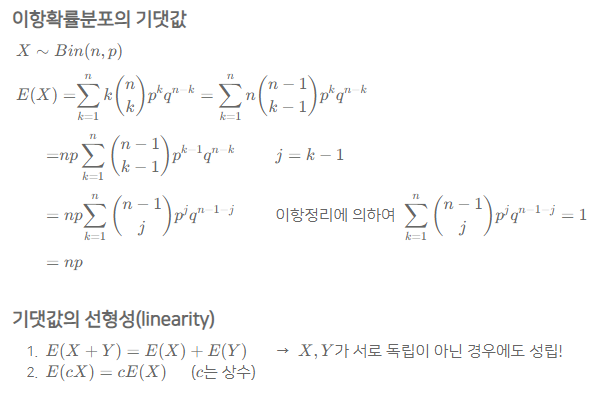 이항확률분포의 기댓값
X ~ Bin(n, p)
E(X) = \sum_{k=1}^{n} k \binom{n}{k} p^k q^{n-k} = \sum_{k=1}^{n} n \binom{n-1}{k-1} p^k q^{n-k}
= np \sum_{k=1}^{n} \binom{n-1}{k-1} p^{k-1} q^{n-k} j = k - 1
= np \sum_{k=1}^{n} \binom{n-1}{j} p^j q^{n-1-j} 이항정리에 의하여 \sum_{k=1}^{n} \binom{n-1}{j} p^j q^{n-1-j} = 1
= np
기댓값의 선형성(linearity)
1. E(X + Y) = E(X) + E(Y) → X, Y가 서로 독립이 아닌 경우에도 성립!
2. E(cX) = cE(X) (c는 상수)